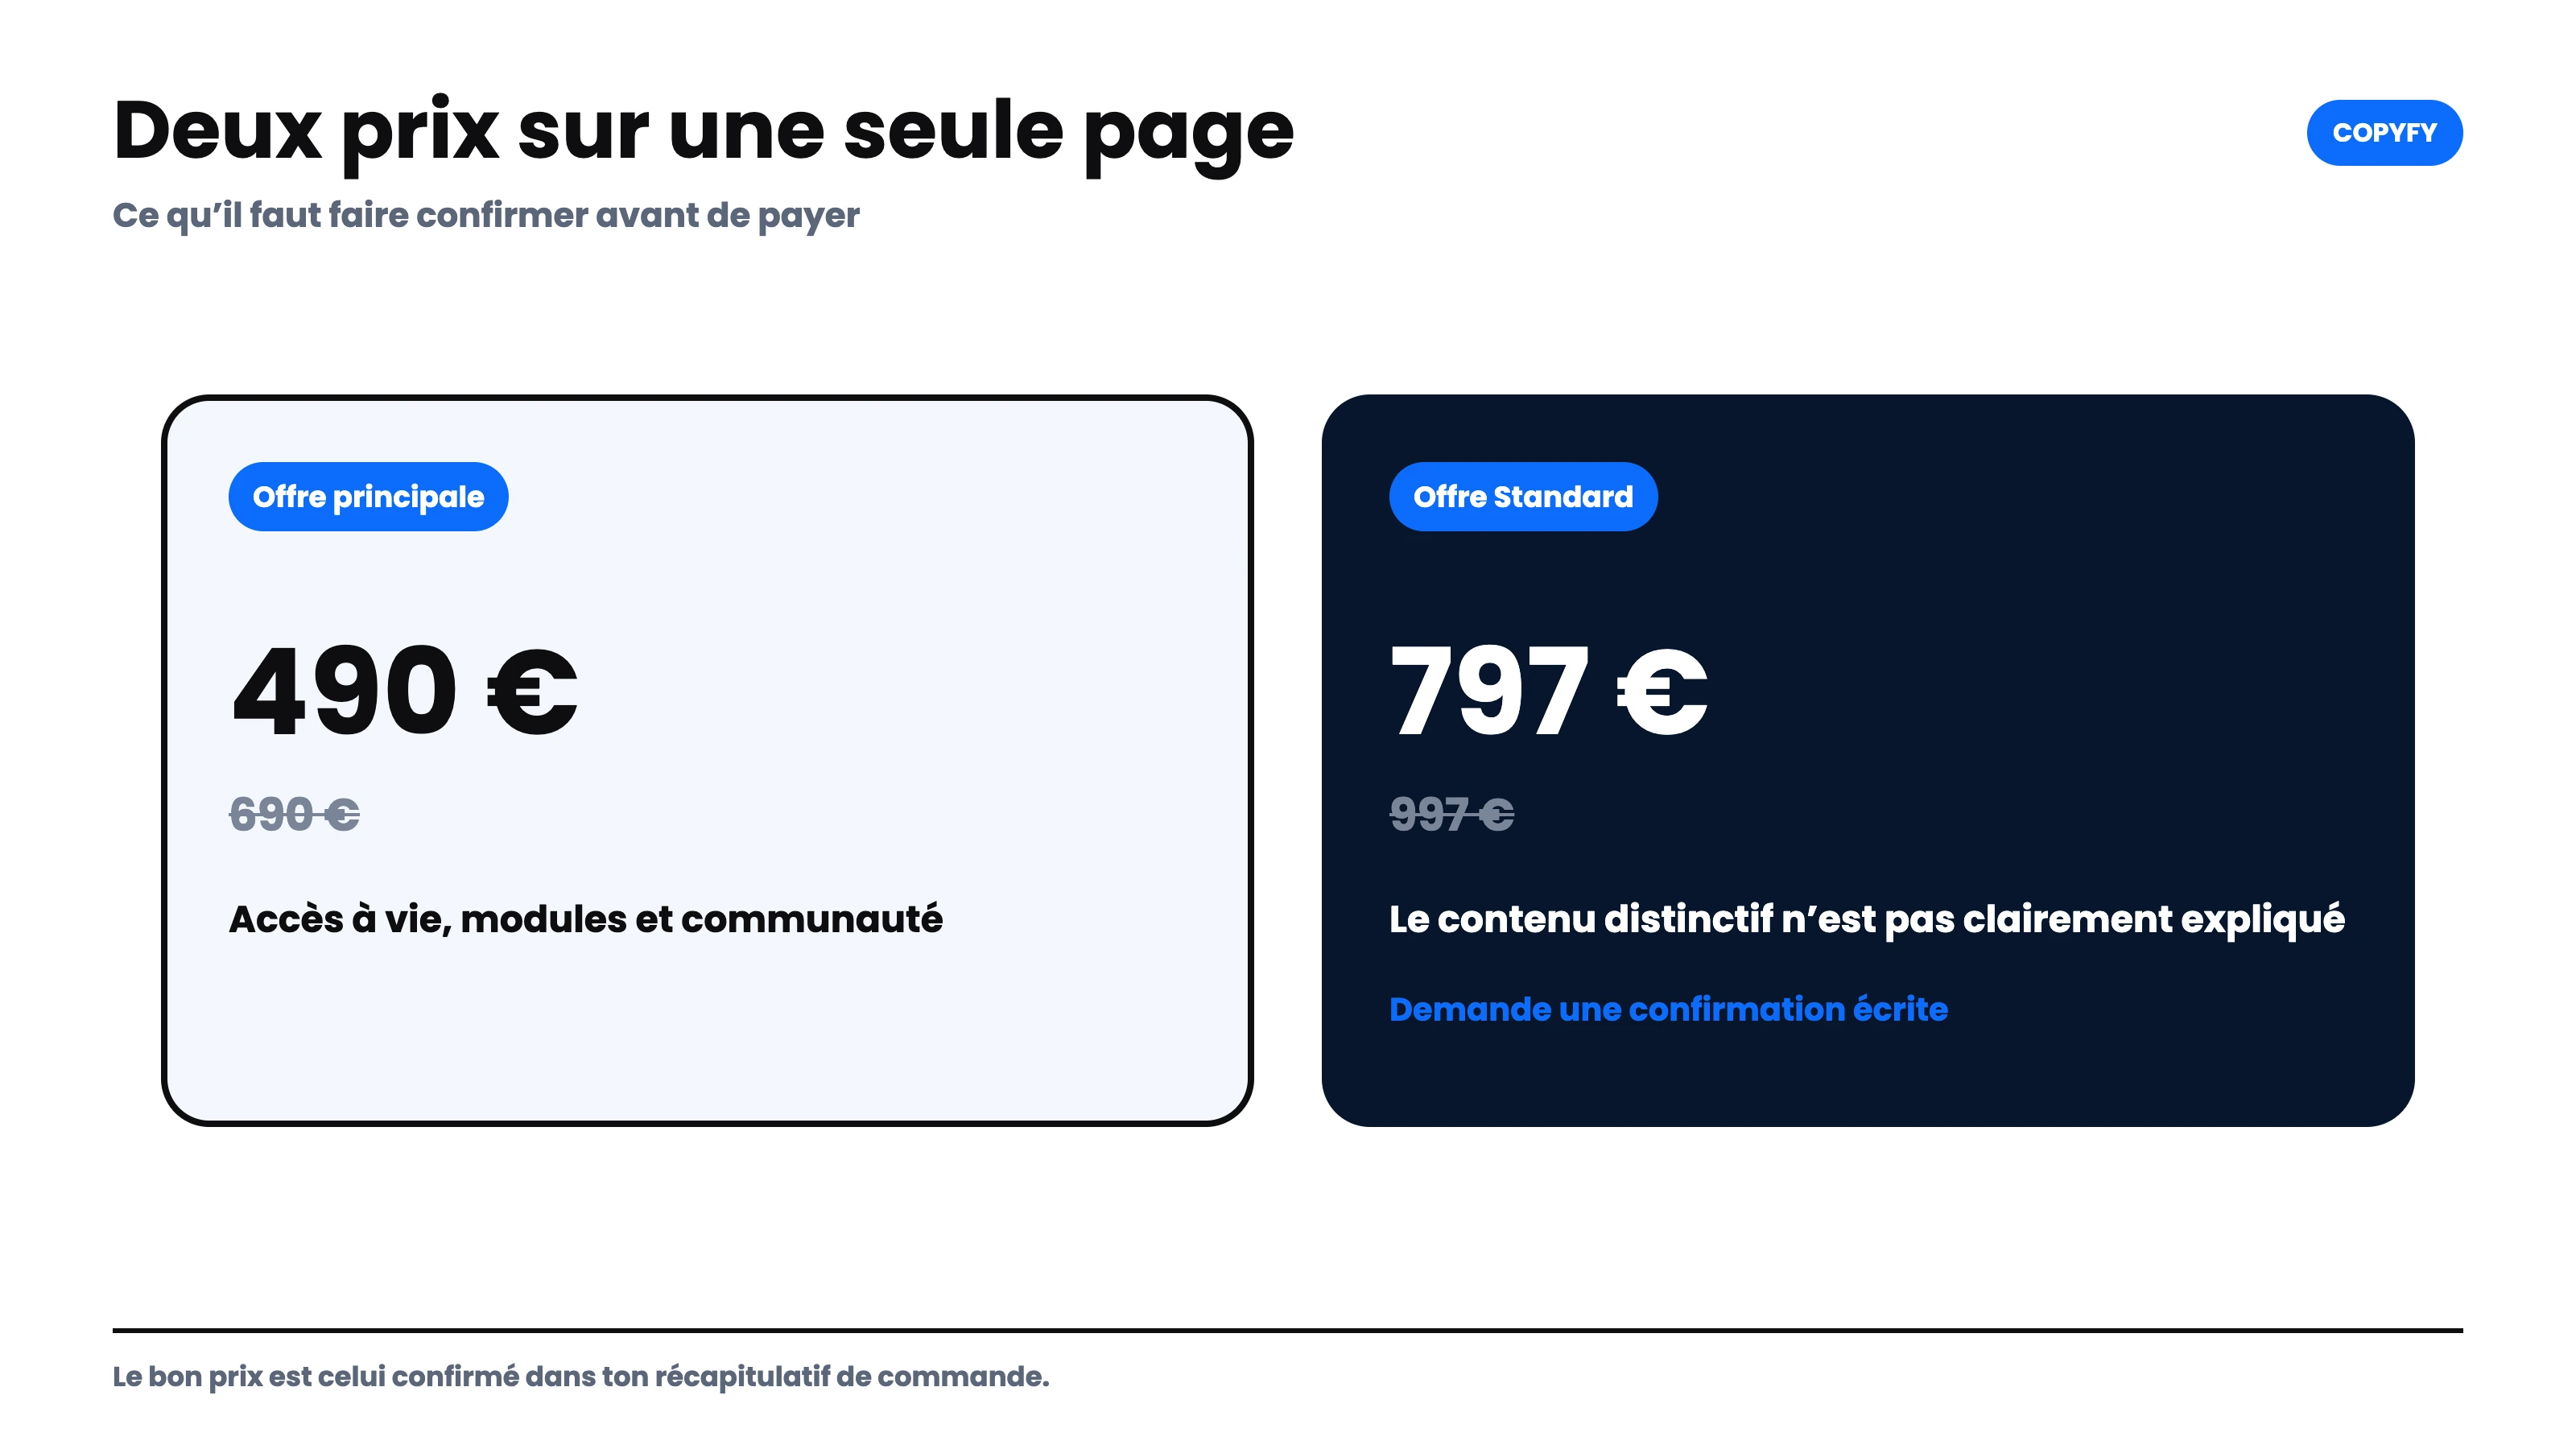 Deux prix sur une seule page
COPYFY
Ce qu’il faut faire confirmer avant de payer
Offre principale
490 €
690 €
Accès à vie, modules et communauté
Offre Standard
797 €
997 €
Le contenu distinctif n’est pas clairement expliqué
Demande une confirmation écrite
Le bon prix est celui confirmé dans ton récapitulatif de commande.